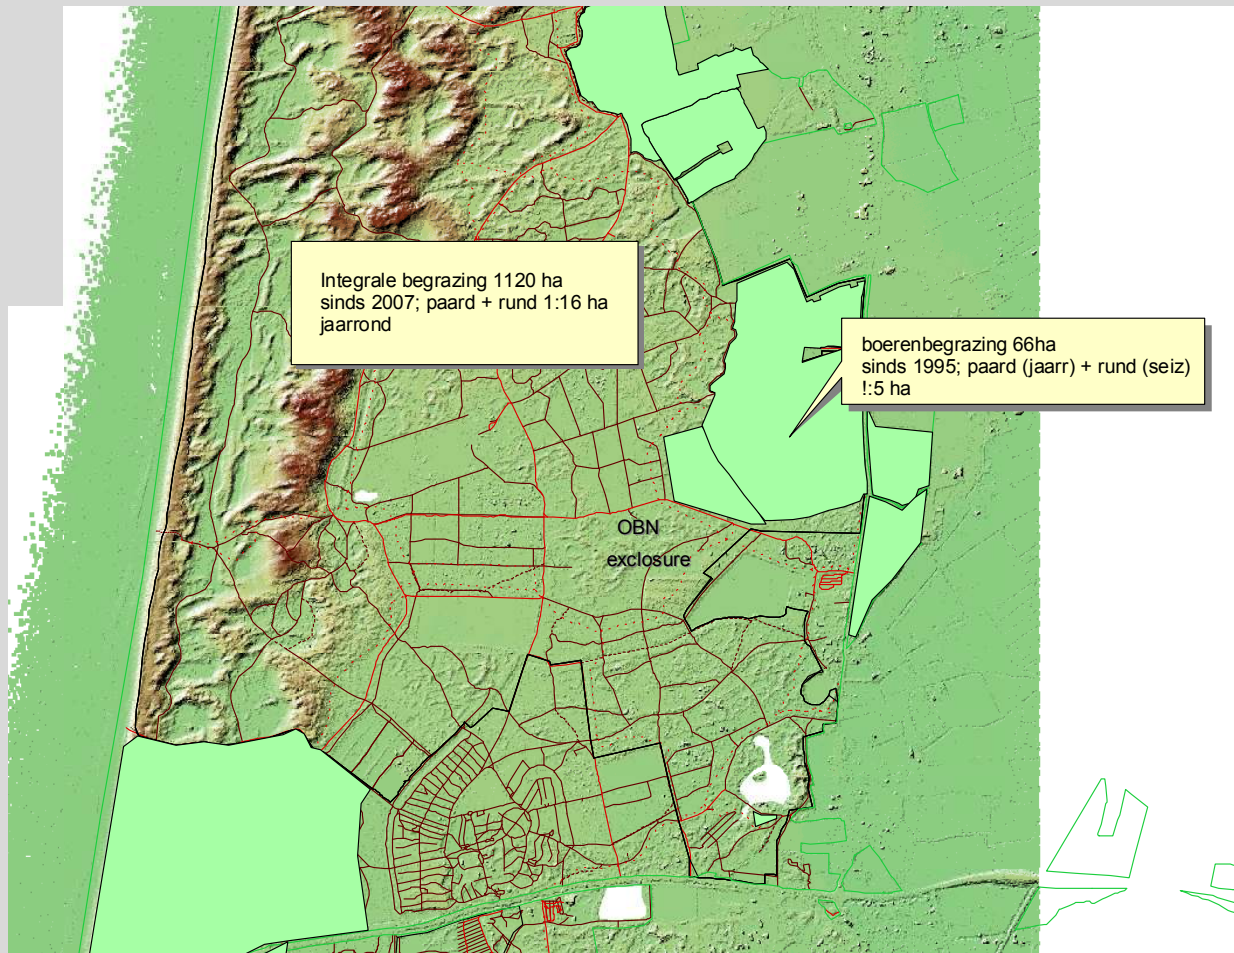 Integrale begrazing 1120 ha
sinds 2007; paard + rund 1:16 ha
jaarrond
boerenbegrazing 66ha
sinds 1995; paard (jaarr) + rund (seiz)
!:5 ha
OBN
exclosure